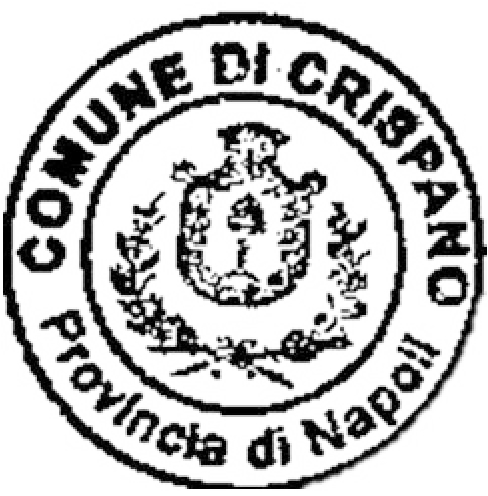 COMUNE DI CRISPANO
Provincia di Napoli